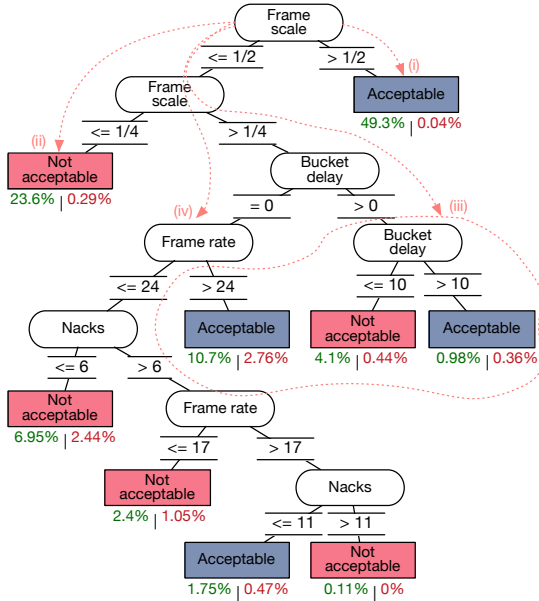 Frame
scale
<= 1/2
> 1/2
(i)
Frame
scale
Acceptable
49.3% | 0.04%
(ii)
<= 1/4
> 1/4
Not
acceptable
23.6% | 0.29%
Bucket
delay
(iv)
= 0
> 0
(iii)
Frame rate
Bucket
delay
<= 24
> 24
<= 10
> 10
Nacks
Acceptable
10.7% | 2.76%
Not
acceptable
4.1% | 0.44%
Acceptable
0.98% | 0.36%
<= 6
> 6
Not
acceptable
6.95% | 2.44%
Frame rate
<= 17
> 17
Not
acceptable
2.4% | 1.05%
Nacks
<= 11
> 11
Acceptable
1.75% | 0.47%
Not
acceptable
0.11% | 0%